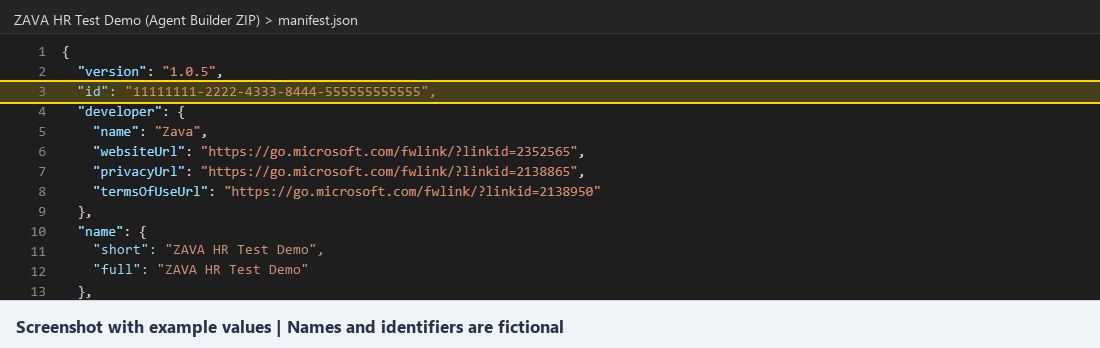 ZAVA HR Test Demo (Agent Builder ZIP) > manifest.json
1 {
2 "version": "1.0.5",
3 "id": "11111111-2222-4333-8444-555555555555",
4 "developer": {
5 "name": "Zava",
6 "websiteUrl": "https://go.microsoft.com/fwlink/?linkid=2352565",
7 "privacyUrl": "https://go.microsoft.com/fwlink/?linkid=2138865",
8 "termsOfUseUrl": "https://go.microsoft.com/fwlink/?linkid=2138950"
9 },
10 "name": {
11 "short": "ZAVA HR Test Demo",
12 "full": "ZAVA HR Test Demo"
13 },
Screenshot with example values | Names and identifiers are fictional